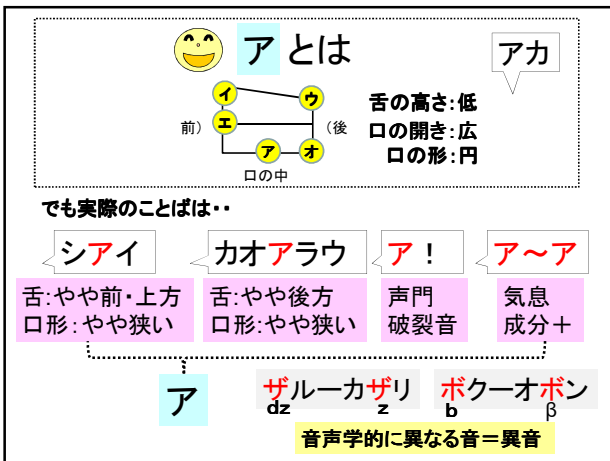 ア とは
アカ
イ
ウ
エ
ア
オ
前)
(後
口の中
舌の高さ：低
口の開き：広
口の形：円
でも実際のことばは‥
シアイ
カオアラウ
ア！
ア～ア
舌：やや前・上方
口形：やや狭い
舌：やや後方
口形：やや狭い
声門
破裂音
気息
成分＋
ア
ザルーカザリ
dz z
ボクーオボン
b β
音声学的に異なる音＝異音